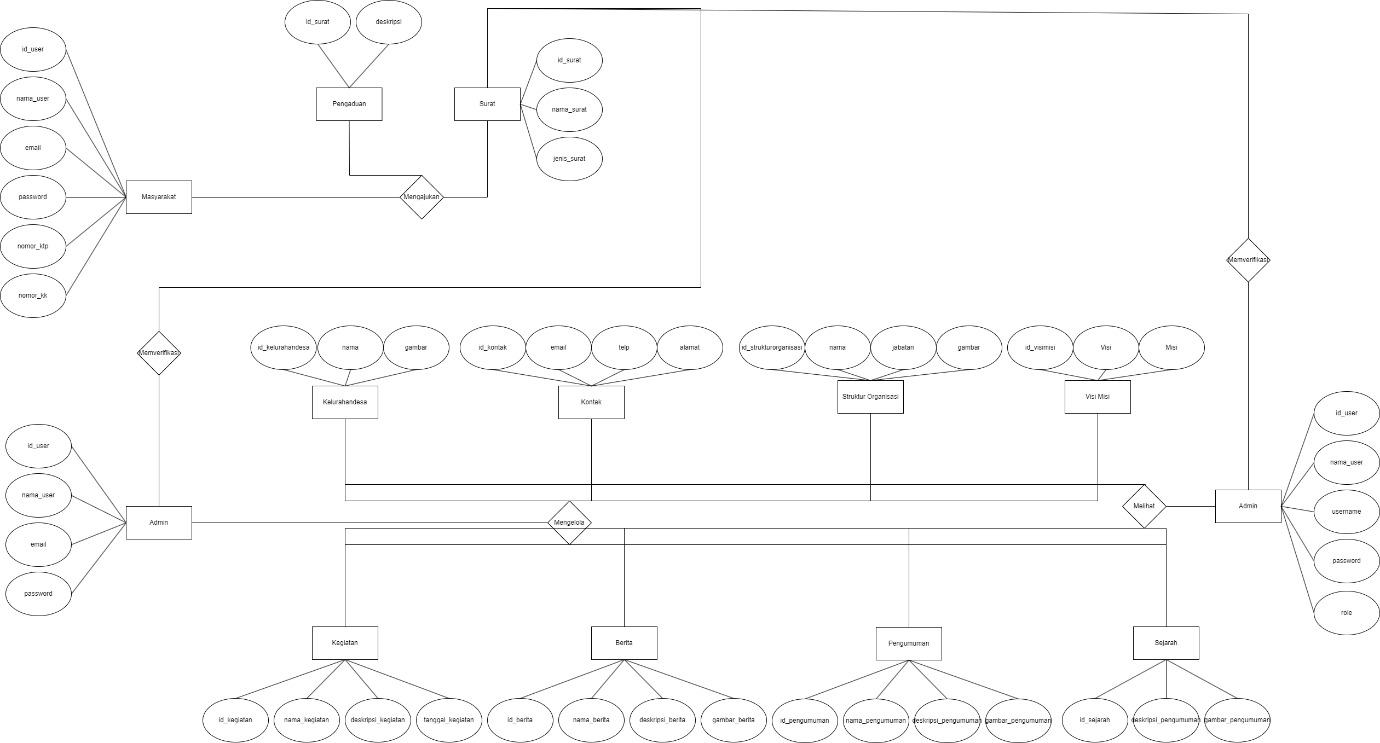 id_surat
deskripsi
id_user
id_surat
nama_user
Pengaduan
Surat
nama_surat
email
jenis_surat
password
Masyarakat
Mengajukan
nomor_ktp
Memverifikasi
nomor_kk
Memverifikasi
id_kelurahandesa
nama
gambar
id_kontak
email
telp
alamat
id_strukturorganisasi
nama
jabatan
gambar
id_visimisi
Visi
Misi
Kelurahandesa
Kontak
Struktur Organisasi
Visi Misi
id_user
id_user
nama_user
nama_user
Admin
Mengelola
Melihat
Admin
username
email
password
password
role
Kegiatan
Berita
Pengumuman
Sejarah
id_kegiatan
nama_kegiatan
deskripsi_kegiatan
tanggal_kegiatan
id_berita
nama_berita
deskripsi_berita
gambar_berita
id_pengumuman
nama_pengumuman
deskripsi_pengumuman
gambar_pengumuman
id_sejarah
deskripsi_pengumuman
gambar_pengumuman